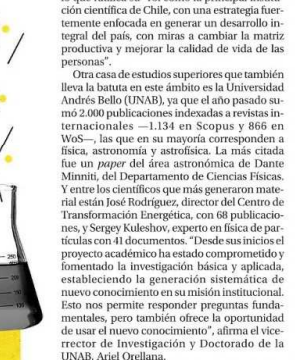 ción científica de Chile, con una estrategia fuer-
temente enfocada en generar un desarrollo in-
tegral del país, con miras a cambiar la matriz
productiva y mejorar la calidad de vida de las
personas".
Otra casa de estudios superiores que también
lleva la batuta en este ámbito es la Universidad
Andrés Bello (UNAB), ya que el año pasado su-
mó 2.000 publicaciones indexadas a revistas in-
ternacionales —1.134 en Scopus y 866 en
WoS—, las que en su mayoría corresponden a
física, astronomía y astrofísica. La más citada
fue un paper del área astronómica de Dante
Minniti, del Departamento de Ciencias Físicas.
Y entre los científicos que más generaron mate-
rial están José Rodríguez, director del Centro de
Transformación Energética, con 68 publicacio-
nes, y Sergey Kuleshov, experto en física de par-
tículas con 41 documentos. "Desde sus inicios el
proyecto académico ha estado comprometido y
fomentado la investigación básica y aplicada,
estableciendo la generación sistemática de
nuevo conocimiento en su misión institucional.
Esto nos permite responder preguntas funda-
mentales, pero también ofrece la oportunidad
de usar el nuevo conocimiento", afirma el vice-
rrector de Investigación y Doctorado de la
UNAB, Ariel Orellana.